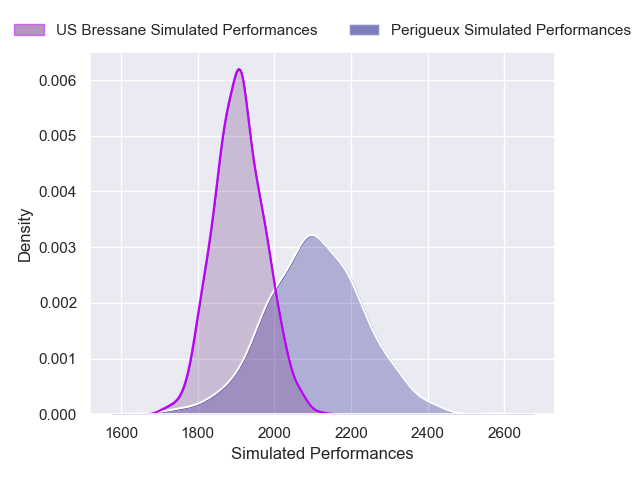 US Bressane Simulated Performances Perigueux Simulated Performances
0.006
0.005
0.004
0.003
0.002
0.001
0.000
Density
1600 1800 2000 2200 2400 2600
Simulated Performances